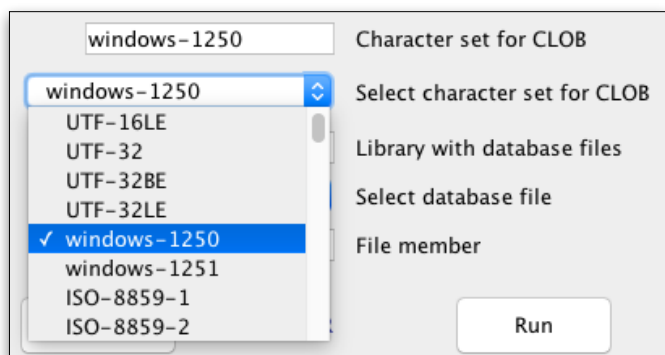 windows-1250 Character set for CLOB
windows-1250 Select character set for CLOB
UTF-16LE
UTF-32 Library with database files
UTF-32BE
UTF-32LE Select database file
✓ windows-1250 File member
windows-1251
ISO-8859-1
ISO-8859-2 Run